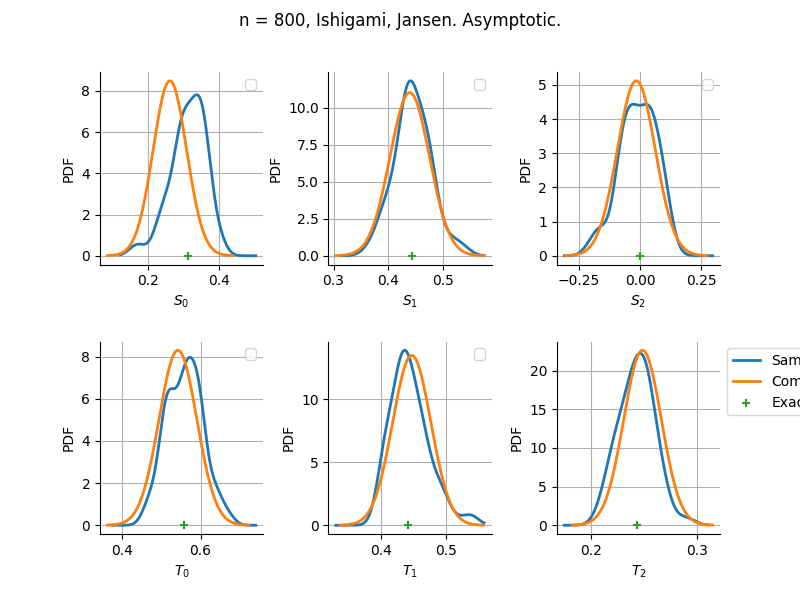 n = 800, Ishigami, Jansen. Asymptotic.
PDF
8
6
4
2
0
0.2
0.4
S0
PDF
10.0
7.5
5.0
2.5
0.0
0.3
0.4
0.5
S1
PDF
5
4
3
2
1
0
−0.25
0.00
0.25
S2
PDF
8
6
4
2
0
0.4
0.6
T0
PDF
10
5
0
0.4
0.5
T1
PDF
20
15
10
5
0
0.2
0.3
T2
Sam
Com
Exac